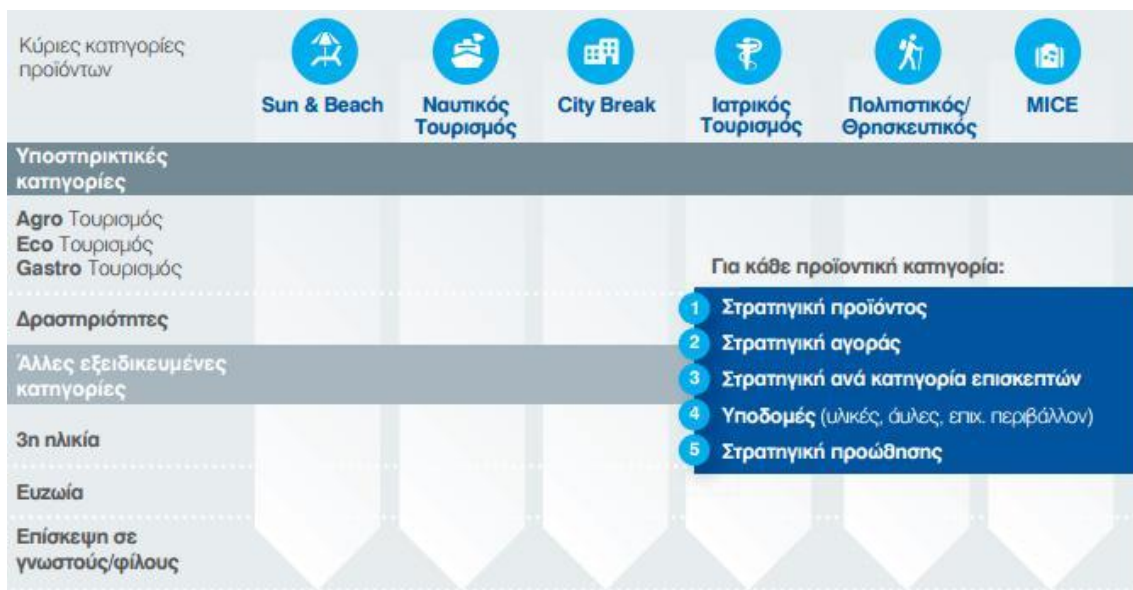 Κύριες κατηγορίες
προϊόντων
Sun & Beach
Ναυτικός
Τουρισμός
City Break
Ιατρικός
Τουρισμός
Πολιτιστικός/
Θρησκευτικός
MICE
Υποστηρικτικές
κατηγορίες
Agro Τουρισμός
Eco Τουρισμός
Gastro Τουρισμός
Δραστηριότητες
Άλλες εξειδικευμένες
κατηγορίες
3η ηλικία
Ευζωία
Επίσκεψη σε
γνωστούς/φίλους
Για κάθε προϊοντική κατηγορία:
1 Στρατηγική προϊόντος
2 Στρατηγική αγοράς
3 Στρατηγική ανά κατηγορία επισκεπτών
4 Υποδομές (υλικές, άυλες, επιχ. περιβάλλον)
5 Στρατηγική προώθησης